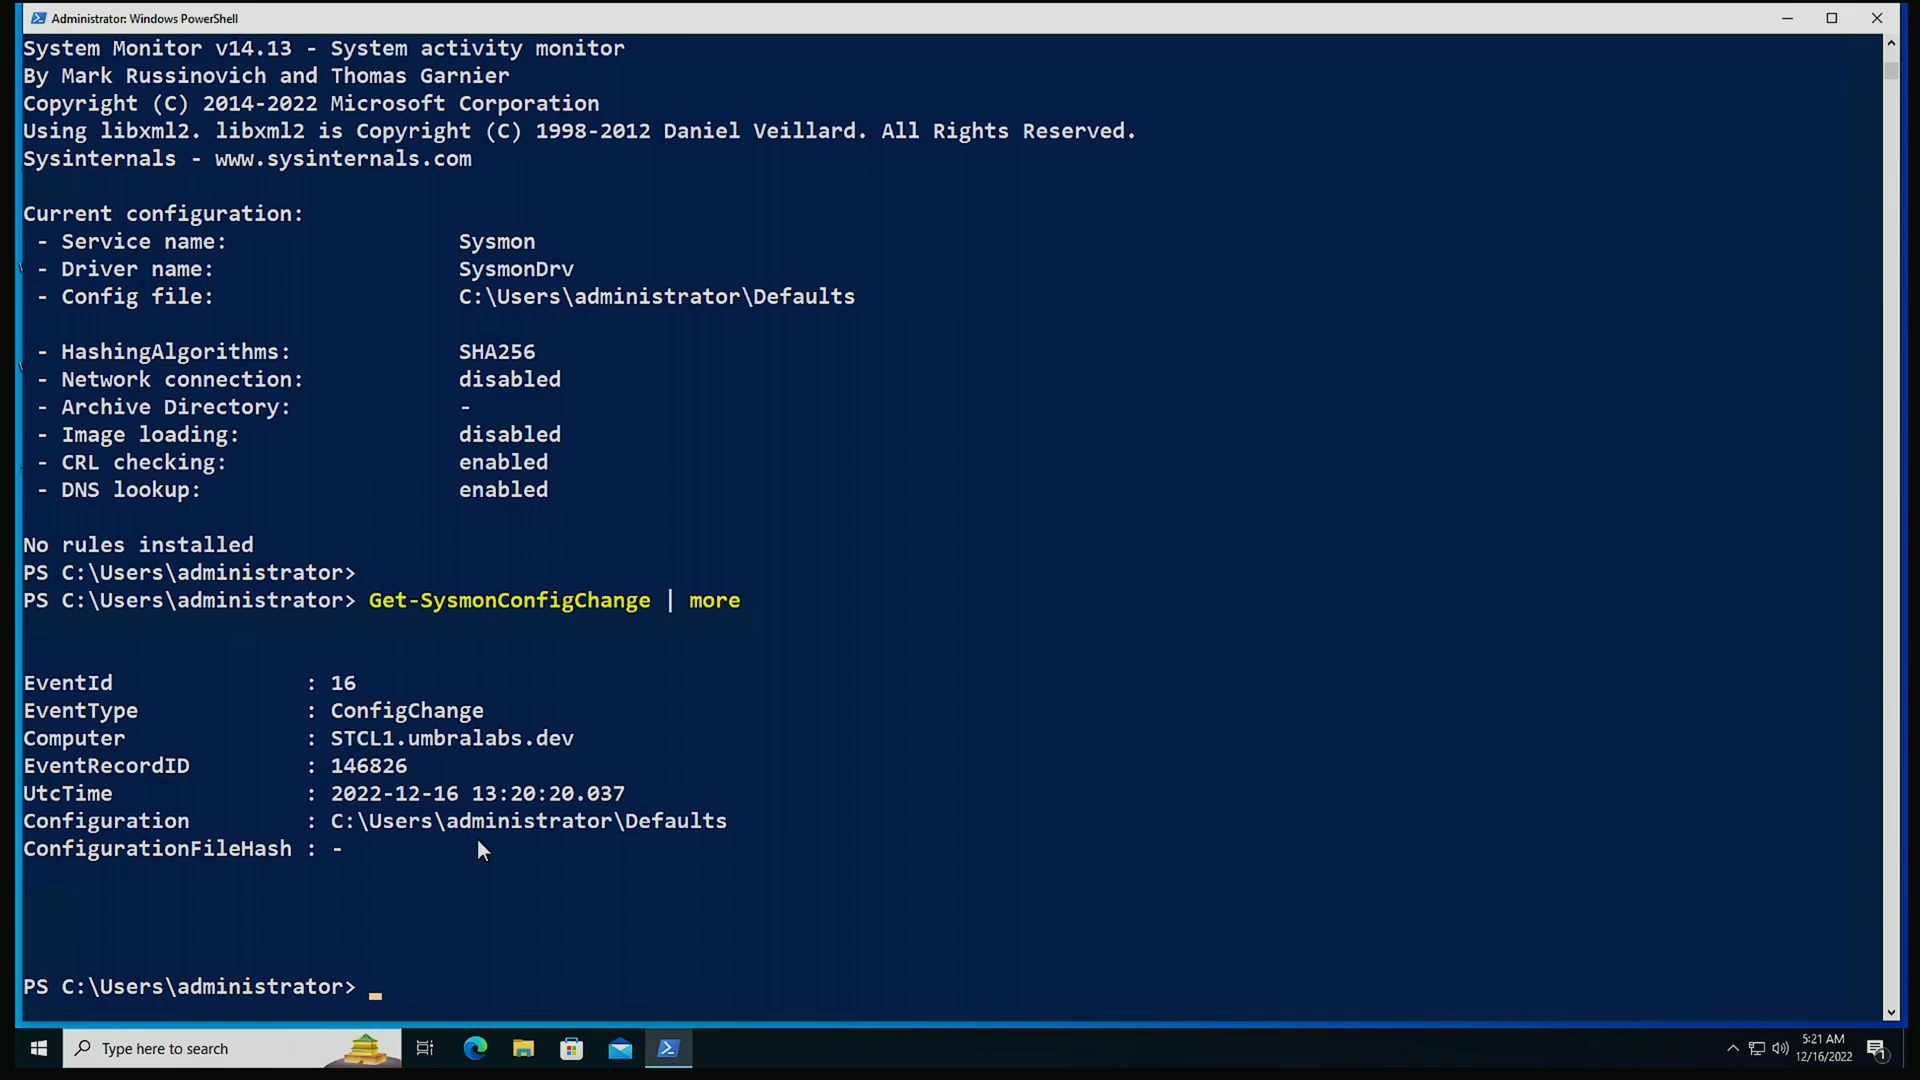 Administrator: Windows PowerShell
System Monitor v14.13 - System activity monitor
By Mark Russinovich and Thomas Garnier
Copyright (C) 2014-2022 Microsoft Corporation
Using libxml2. libxml2 is Copyright (C) 1998-2012 Daniel Veillard. All Rights Reserved.
Sysinternals - www.sysinternals.com
Current configuration:
- Service name: Sysmon
- Driver name: SysmonDrv
- Config file: C:\Users\administrator\Defaults
- HashingAlgorithms: SHA256
- Network connection: disabled
- Archive Directory: -
- Image loading: disabled
- CRL checking: enabled
- DNS lookup: enabled
No rules installed
PS C:\Users\administrator>
PS C:\Users\administrator> Get-SysmonConfigChange | more
EventId : 16
EventType : ConfigChange
Computer : STCL1.umbralabs.dev
EventRecordID : 146826
UtcTime : 2022-12-16 13:20:20.037
Configuration : C:\Users\administrator\Defaults
ConfigurationFileHash : -
PS C:\Users\administrator>
Type here to search
5:21 AM
12/16/2022
1